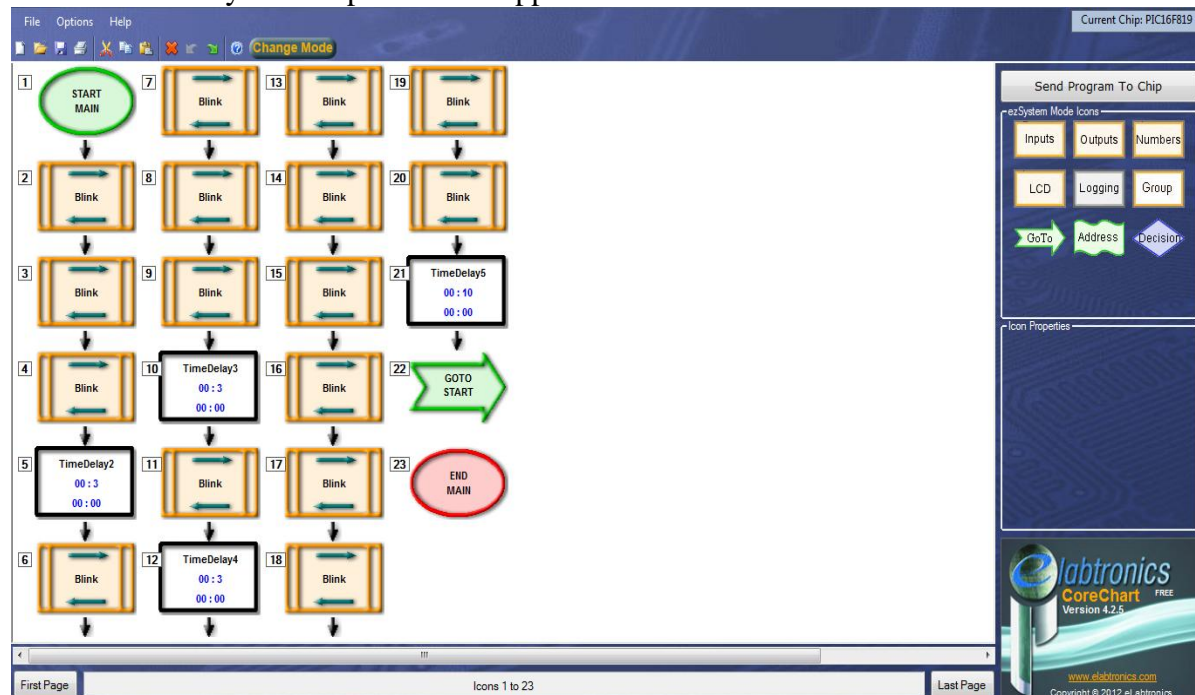 File Options Help
Current Chip: PIC16F819
Change Mode
1 START MAIN
2 Blink
3 Blink
4 Blink
5 TimeDelay2
00 : 3
00 : 00
6 Blink
7 Blink
8 Blink
9 Blink
10 TimeDelay3
00 : 3
00 : 00
11 Blink
12 TimeDelay4
00 : 3
00 : 00
13 Blink
14 Blink
15 Blink
16 Blink
17 Blink
18 Blink
19 Blink
20 Blink
21 TimeDelay5
00 : 10
00 : 00
22 GOTO START
23 END MAIN
Send Program To Chip
ezSystem Mode Icons
Inputs Outputs Numbers
LCD Logging Group
GoTo Address Decision
Icon Properties
elabtronics
CoreChart FREE
Version 4.2.5
www.elabtronics.com
Copyright © 2012 eLabtronics
First Page Icons 1 to 23 Last Page